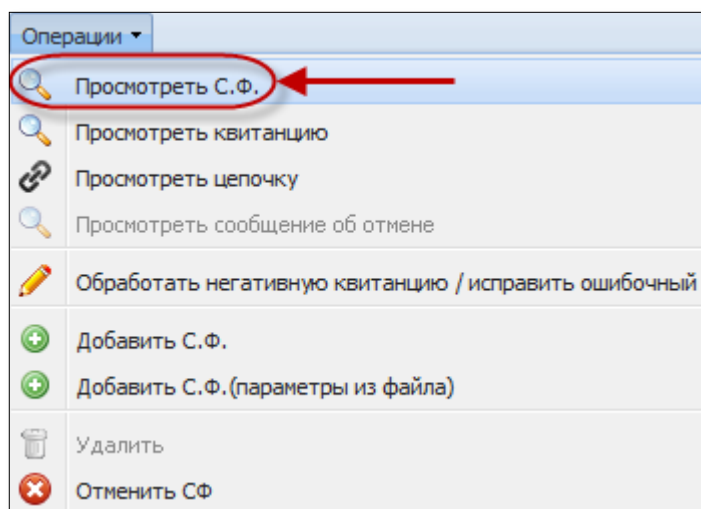 Операции
Просмотреть С.Ф.
Просмотреть квитанцию
Просмотреть цепочку
Просмотреть сообщение об отмене
Обработать негативную квитанцию / исправить ошибочный
Добавить С.Ф.
Добавить С.Ф.(параметры из файла)
Удалить
Отменить СФ